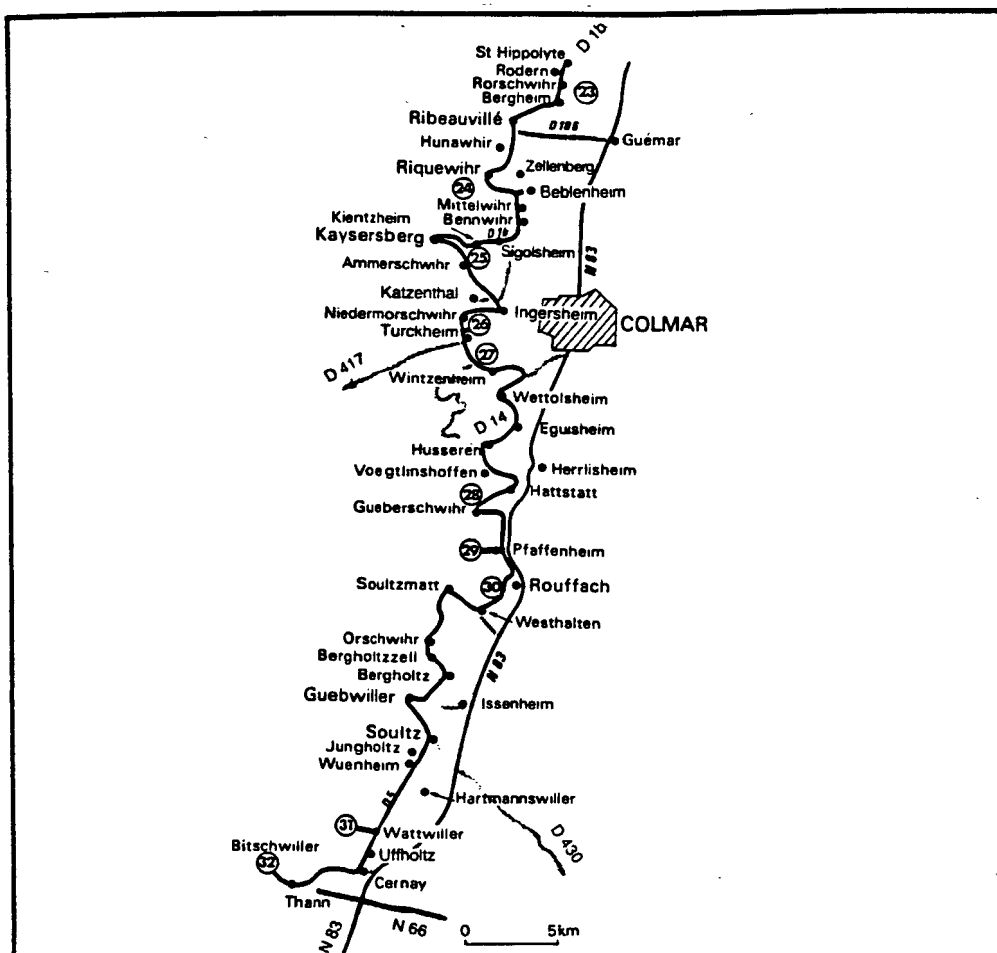 D 1b
St Hippolyte
Rodern
Rorschwihr
23
Bergheim
Ribeauvillé
D 186
Guémar
Hunawhir
Zellenberg
Riquewihr
24
Beblenheim
Mittelwihr
Kientzheim
Bennwihr
Kaysersberg
D 1b
Sigolsheim
N 83
25
Ammerschwihr
Katzenthal
Niedermorschwihr
Ingersheim
26
COLMAR
Turckheim
27
D 417
Wintzenheim
Wettolsheim
D 14
Eguisheim
Husseren
Voegtlinshoffen
Herrlisheim
28
Hattstatt
Gueberschwihr
29
Pfaffenheim
Soultzmatt
30
Rouffach
Westhalten
Orschwihr
Bergholtzzell
N 83
Bergholtz
Guebwiller
Issenheim
Soultz
Jungholtz
Wuenheim
D 5
Hartmannswiller
31
Wattwiller
D 430
Bitschwiller
Uffholtz
32
Cernay
Thann
N 66
N 83
0 5km